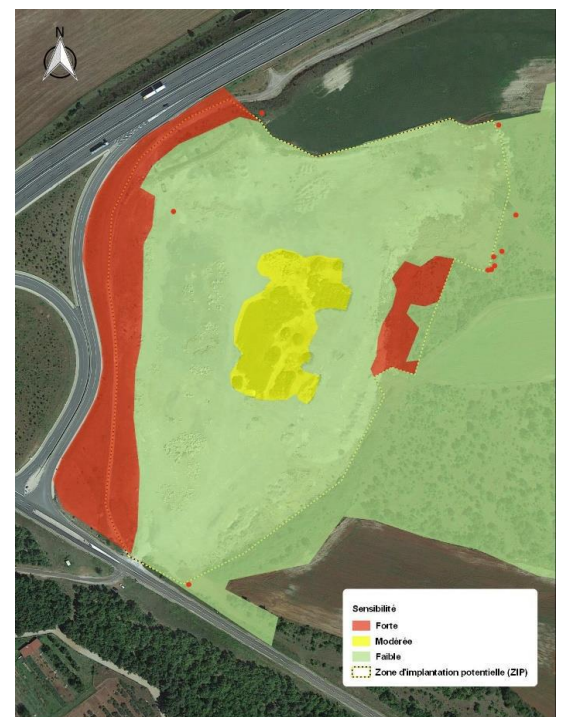 N
Sensibilité
Forte
Modérée
Faible
Zone d'implantation potentielle (ZIP)